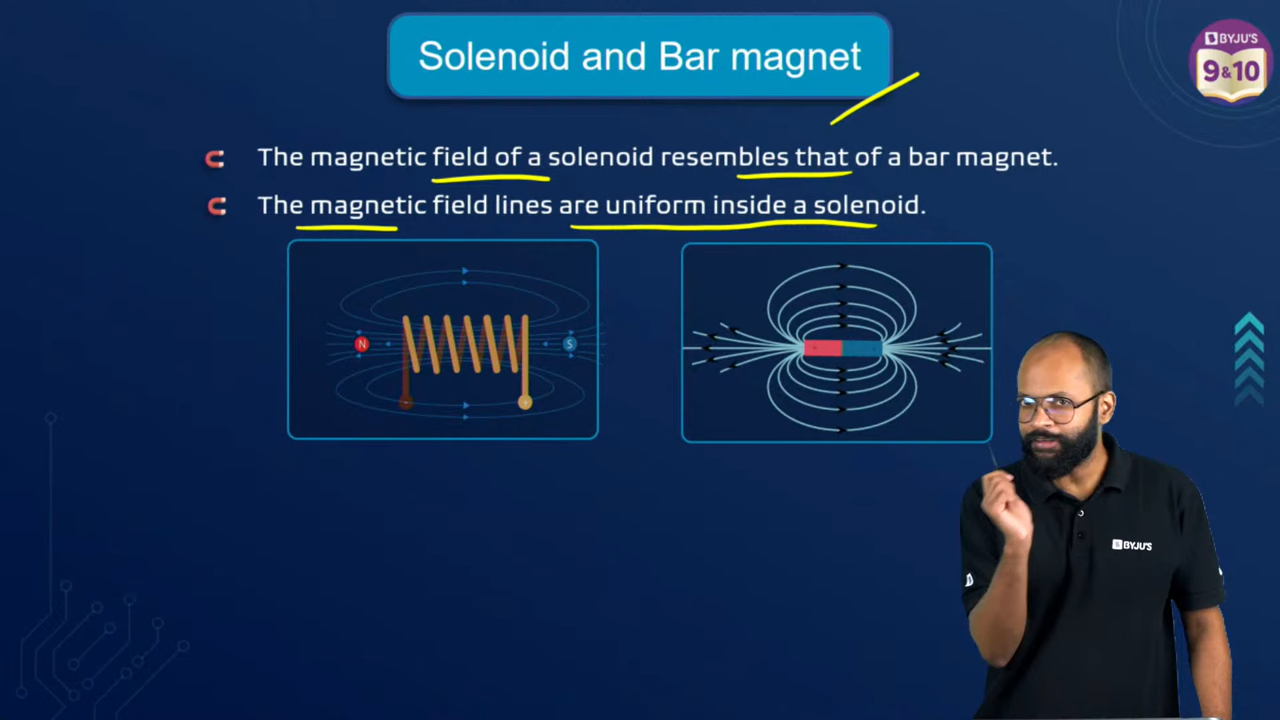 Solenoid and Bar magnet
BYJU'S
9&10
The magnetic field of a solenoid resembles that of a bar magnet.
The magnetic field lines are uniform inside a solenoid.
N
S
BYJU'S